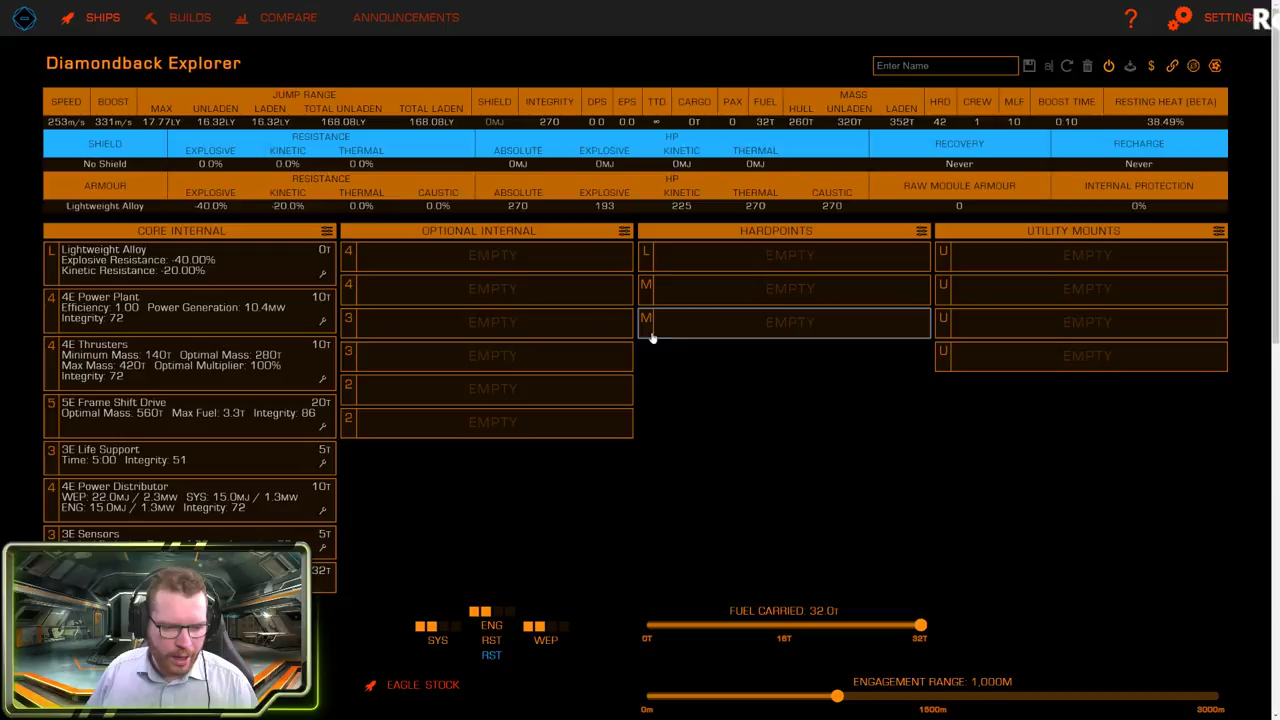 SHIPS BUILDS COMPARE ANNOUNCEMENTS ? SETTING R
Diamondback Explorer Enter Name
SPEED BOOST JUMP RANGE SHIELD INTEGRITY DPS EPS TTD CARGO PAX FUEL MASS HRD CREW MLF BOOST TIME RESTING HEAT (BETA)
MAX UNLADEN LADEN TOTAL UNLADEN TOTAL LADEN HULL UNLADEN LADEN
253m/s 331m/s 17.77LY 16.32LY 16.32LY 168.08LY 168.08LY 0MJ 270 0.0 0.0 ∞ 0T 0 32T 260T 320T 352T 42 1 10 0.10 38.49%
SHIELD RESISTANCE HP RECOVERY RECHARGE
EXPLOSIVE KINETIC THERMAL ABSOLUTE EXPLOSIVE KINETIC THERMAL
No Shield 0.0% 0.0% 0.0% 0MJ 0MJ 0MJ 0MJ Never Never
ARMOUR RESISTANCE HP RAW MODULE ARMOUR INTERNAL PROTECTION
EXPLOSIVE KINETIC THERMAL CAUSTIC ABSOLUTE EXPLOSIVE KINETIC THERMAL CAUSTIC
Lightweight Alloy -40.0% -20.0% 0.0% 0.0% 270 193 225 270 270 0 0%
CORE INTERNAL OPTIONAL INTERNAL HARDPOINTS UTILITY MOUNTS
L Lightweight Alloy 0T
Explosive Resistance: -40.00%
Kinetic Resistance: -20.00%
4 4E Power Plant 10T
Efficiency: 1.00 Power Generation: 10.4MW
Integrity: 72
4 4E Thrusters 10T
Minimum Mass: 140T Optimal Mass: 280T
Max Mass: 420T Optimal Multiplier: 100%
Integrity: 72
5 5E Frame Shift Drive 20T
Optimal Mass: 560T Max Fuel: 3.3T Integrity: 86
3 3E Life Support 5T
Time: 5:00 Integrity: 51
4 4E Power Distributor 10T
WEP: 22.0MJ / 2.3MW SYS: 15.0MJ / 1.3MW
ENG: 15.0MJ / 1.3MW Integrity: 72
3 3E Sensors 5T
32T
4 EMPTY
4 EMPTY
3 EMPTY
3 EMPTY
2 EMPTY
2 EMPTY
L EMPTY
M EMPTY
M EMPTY
U EMPTY
U EMPTY
U EMPTY
U EMPTY
SYS ENG WEP
RST
RST
FUEL CARRIED: 32.0T
0T 16T 32T
EAGLE: STOCK
ENGAGEMENT RANGE: 1,000M
0m 1500m 3000m